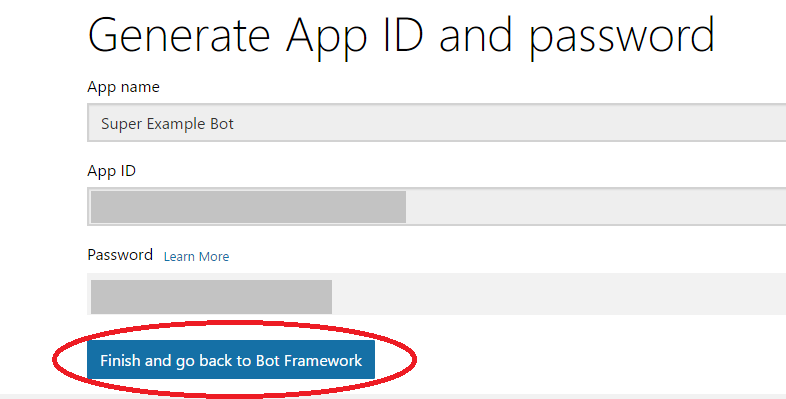 Generate App ID and password
App name
Super Example Bot
App ID
Password Learn More
Finish and go back to Bot Framework